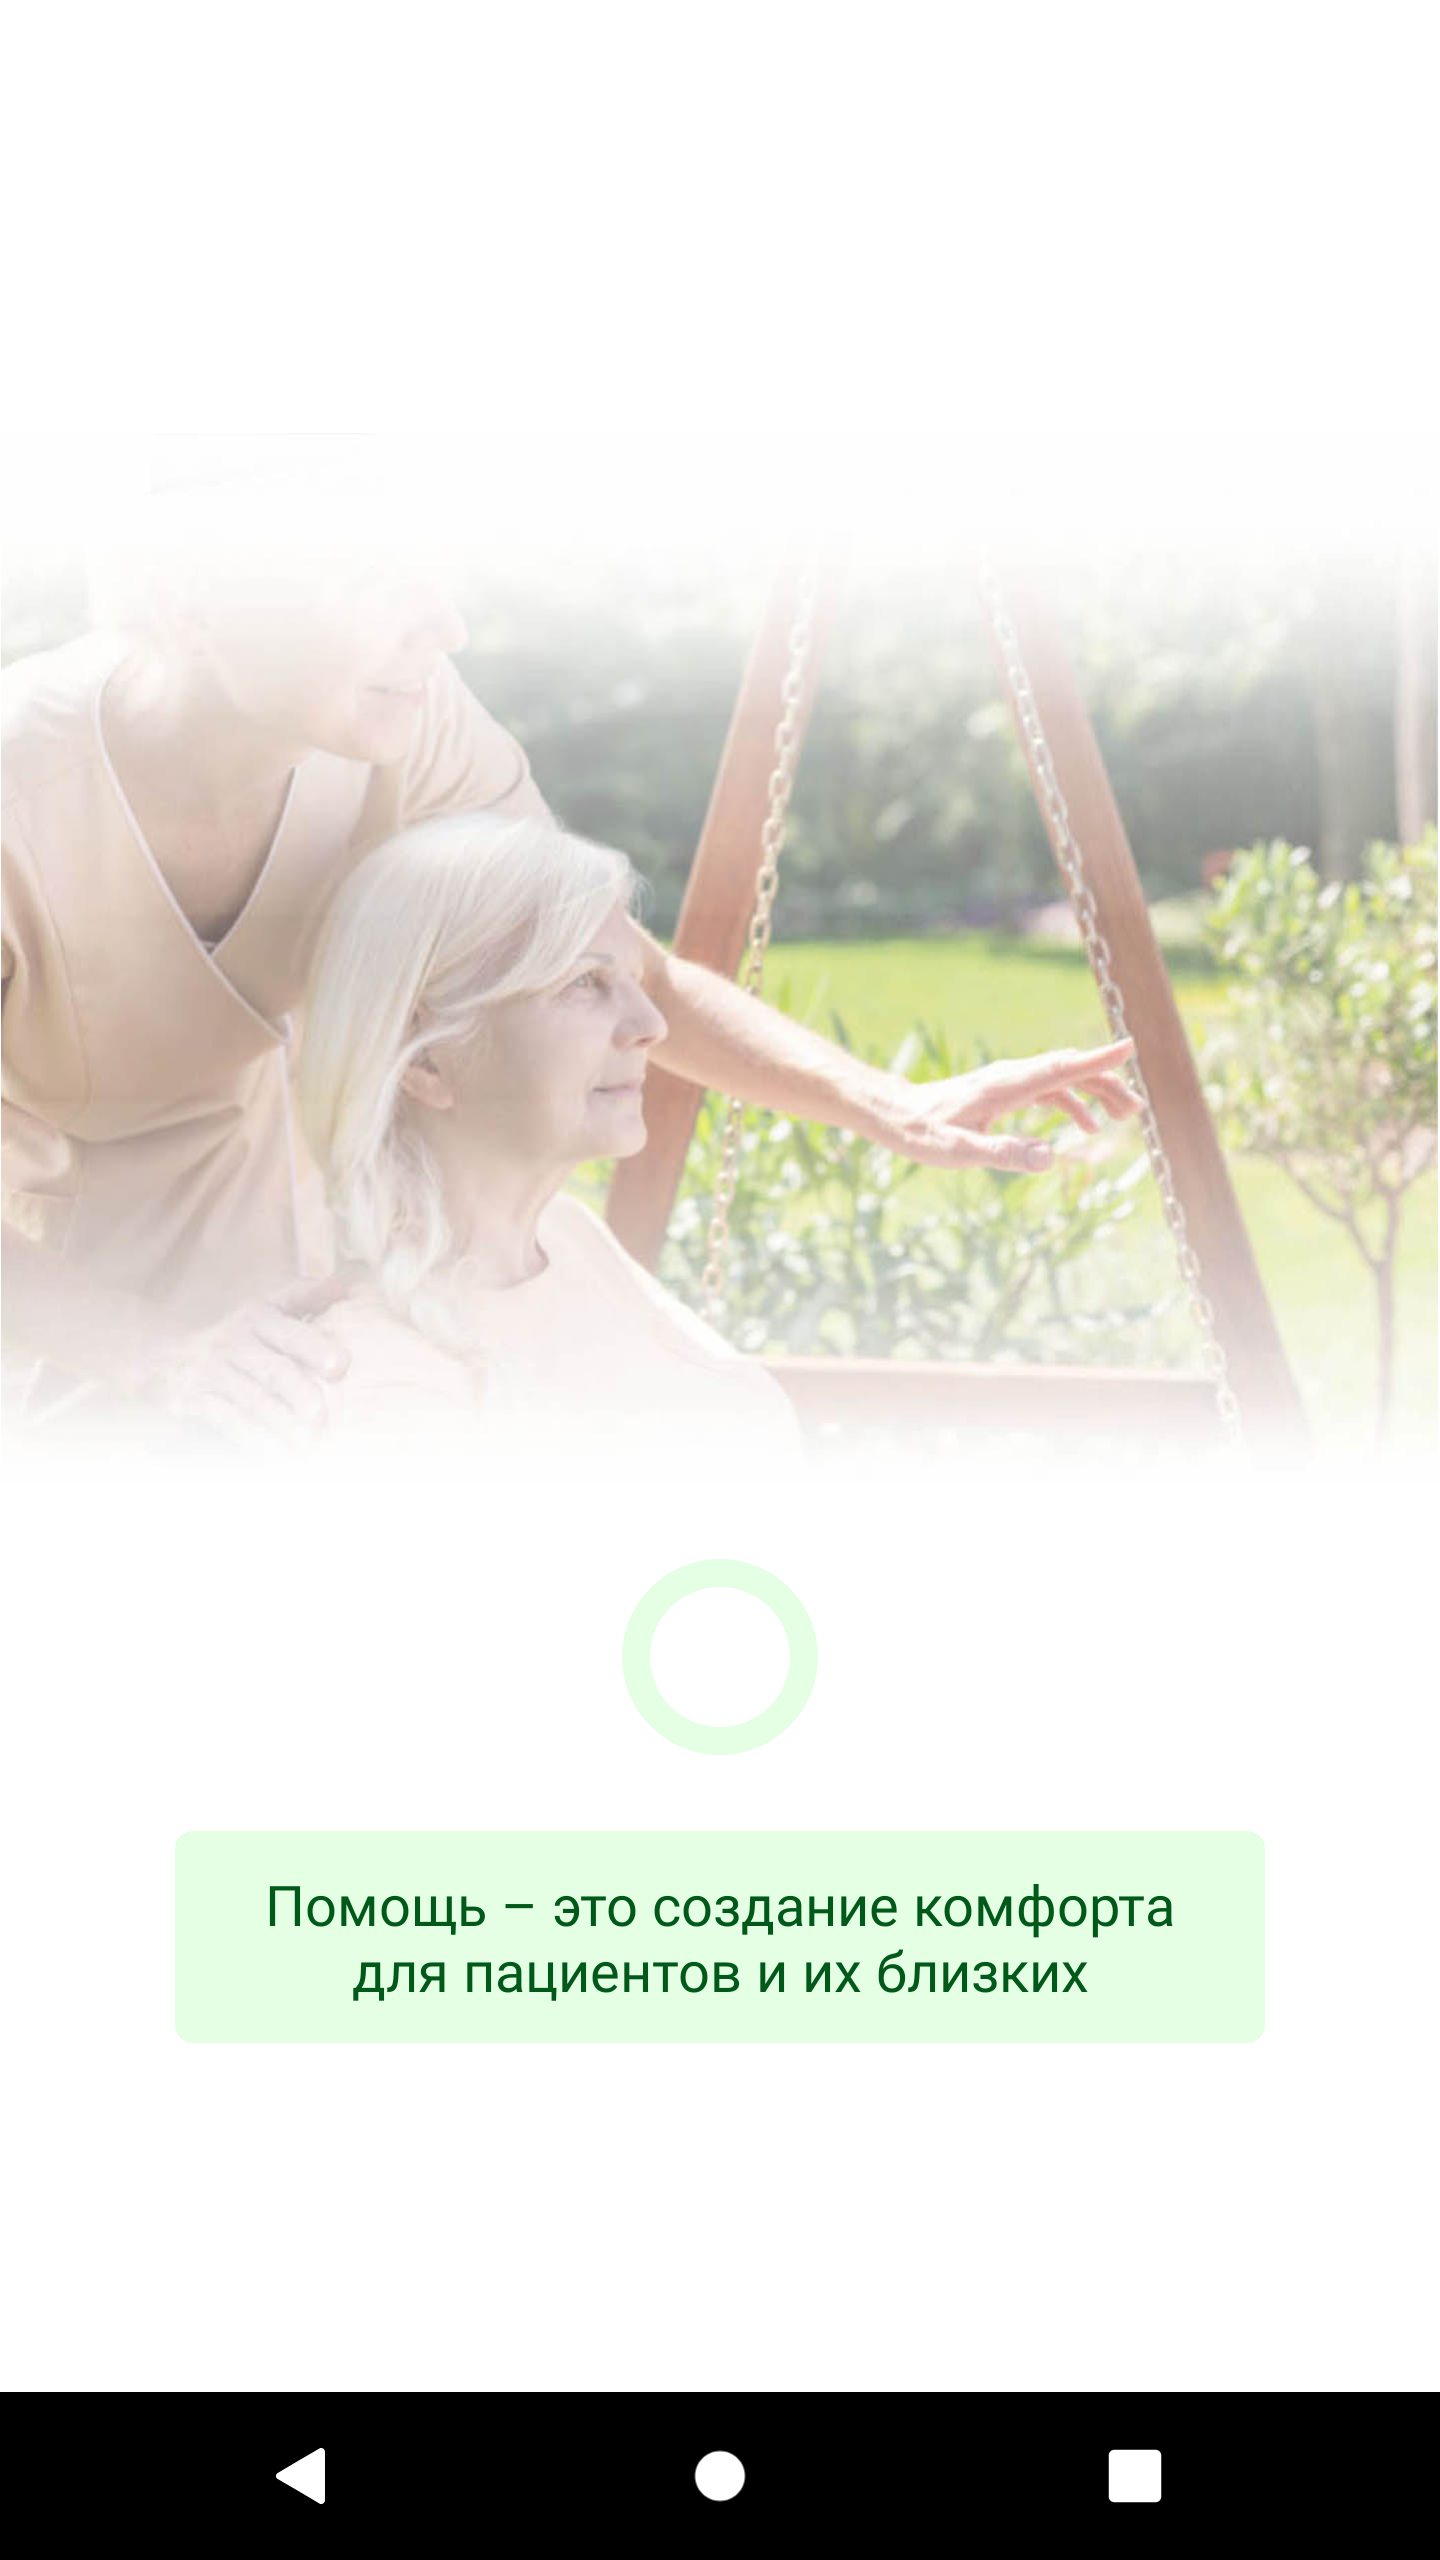 Помощь – это создание комфорта
для пациентов и их близких